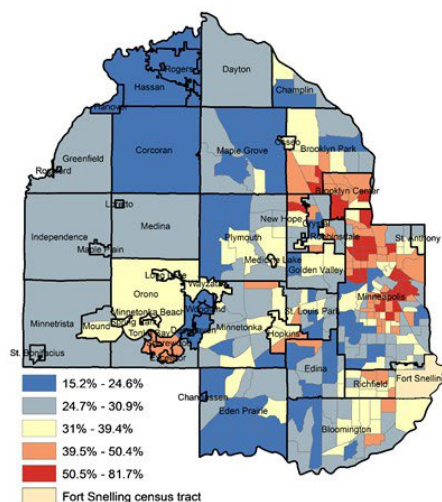 Rogers
Dayton
Hassan
Champlin
Hanover
Corcoran
Maple Grove
Osseo
Brooklyn Park
Greenfield
Brooklyn Center
Loretto
New Hope
Crystal
Independence
Medina
Robbinsdale
St. Anthony
Maple Plain
Plymouth
Medicine Lake
Golden Valley
Minneapolis
Wayzata
Orono
Woodland
Minnetonka Beach
St. Louis Park
Minnetrista
Mound
Minnetonka
Hopkins
St. Bonifacius
Edina
Fort Snelling
Richfield
Chanhassen
Eden Prairie
Bloomington
15.2% - 24.6%
24.7% - 30.9%
31% - 39.4%
39.5% - 50.4%
50.5% - 81.7%
Fort Snelling census tract